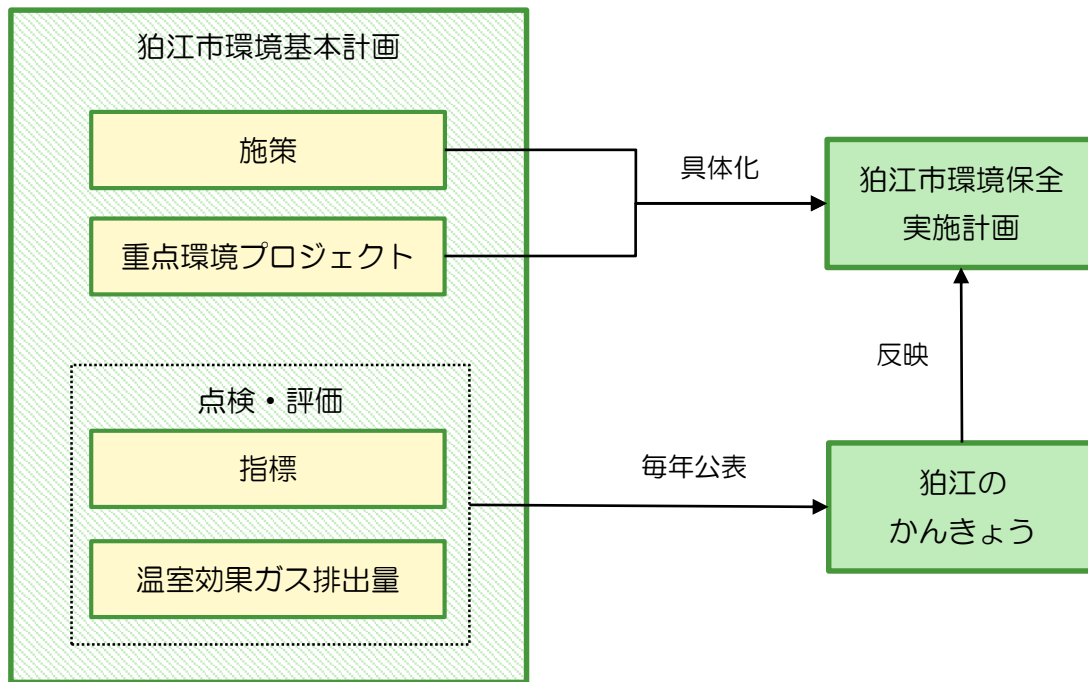 狛江市環境基本計画
施策
重点環境プロジェクト
点検・評価
指標
温室効果ガス排出量
具体化
狛江市環境保全
実施計画
反映
毎年公表
狛江の
かんきょう